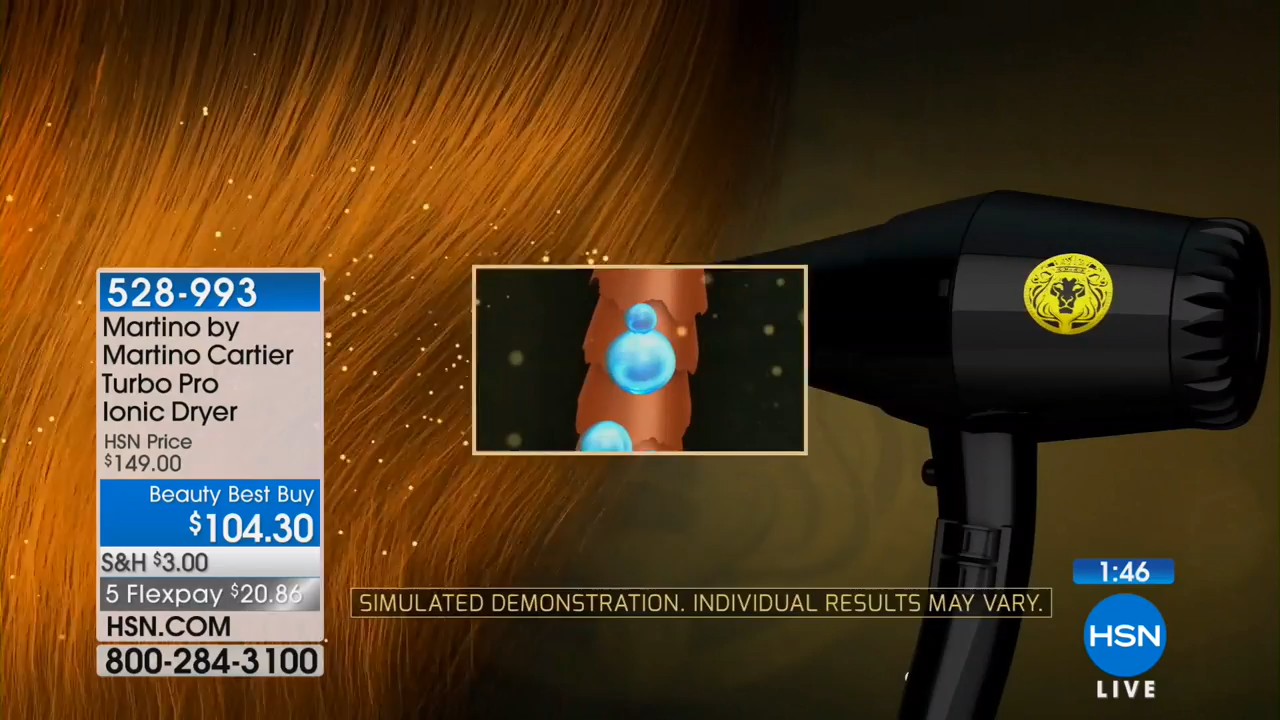 528-993
Martino by
Martino Cartier
Turbo Pro
Ionic Dryer
HSN Price
$149.00
Beauty Best Buy
$104.30
S&H $3.00
5 Flexpay $20.86
HSN.COM
800-284-3100
SIMULATED DEMONSTRATION. INDIVIDUAL RESULTS MAY VARY.
1:46
HSN
LIVE